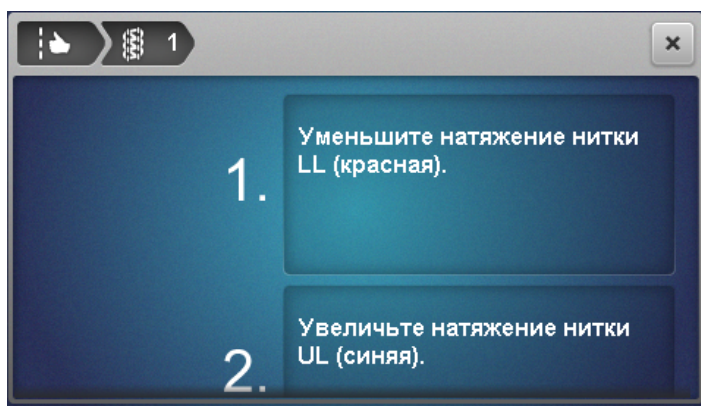 1
1.
Уменьшите натяжение нитки
LL (красная).
2.
Увеличьте натяжение нитки
UL (синяя).